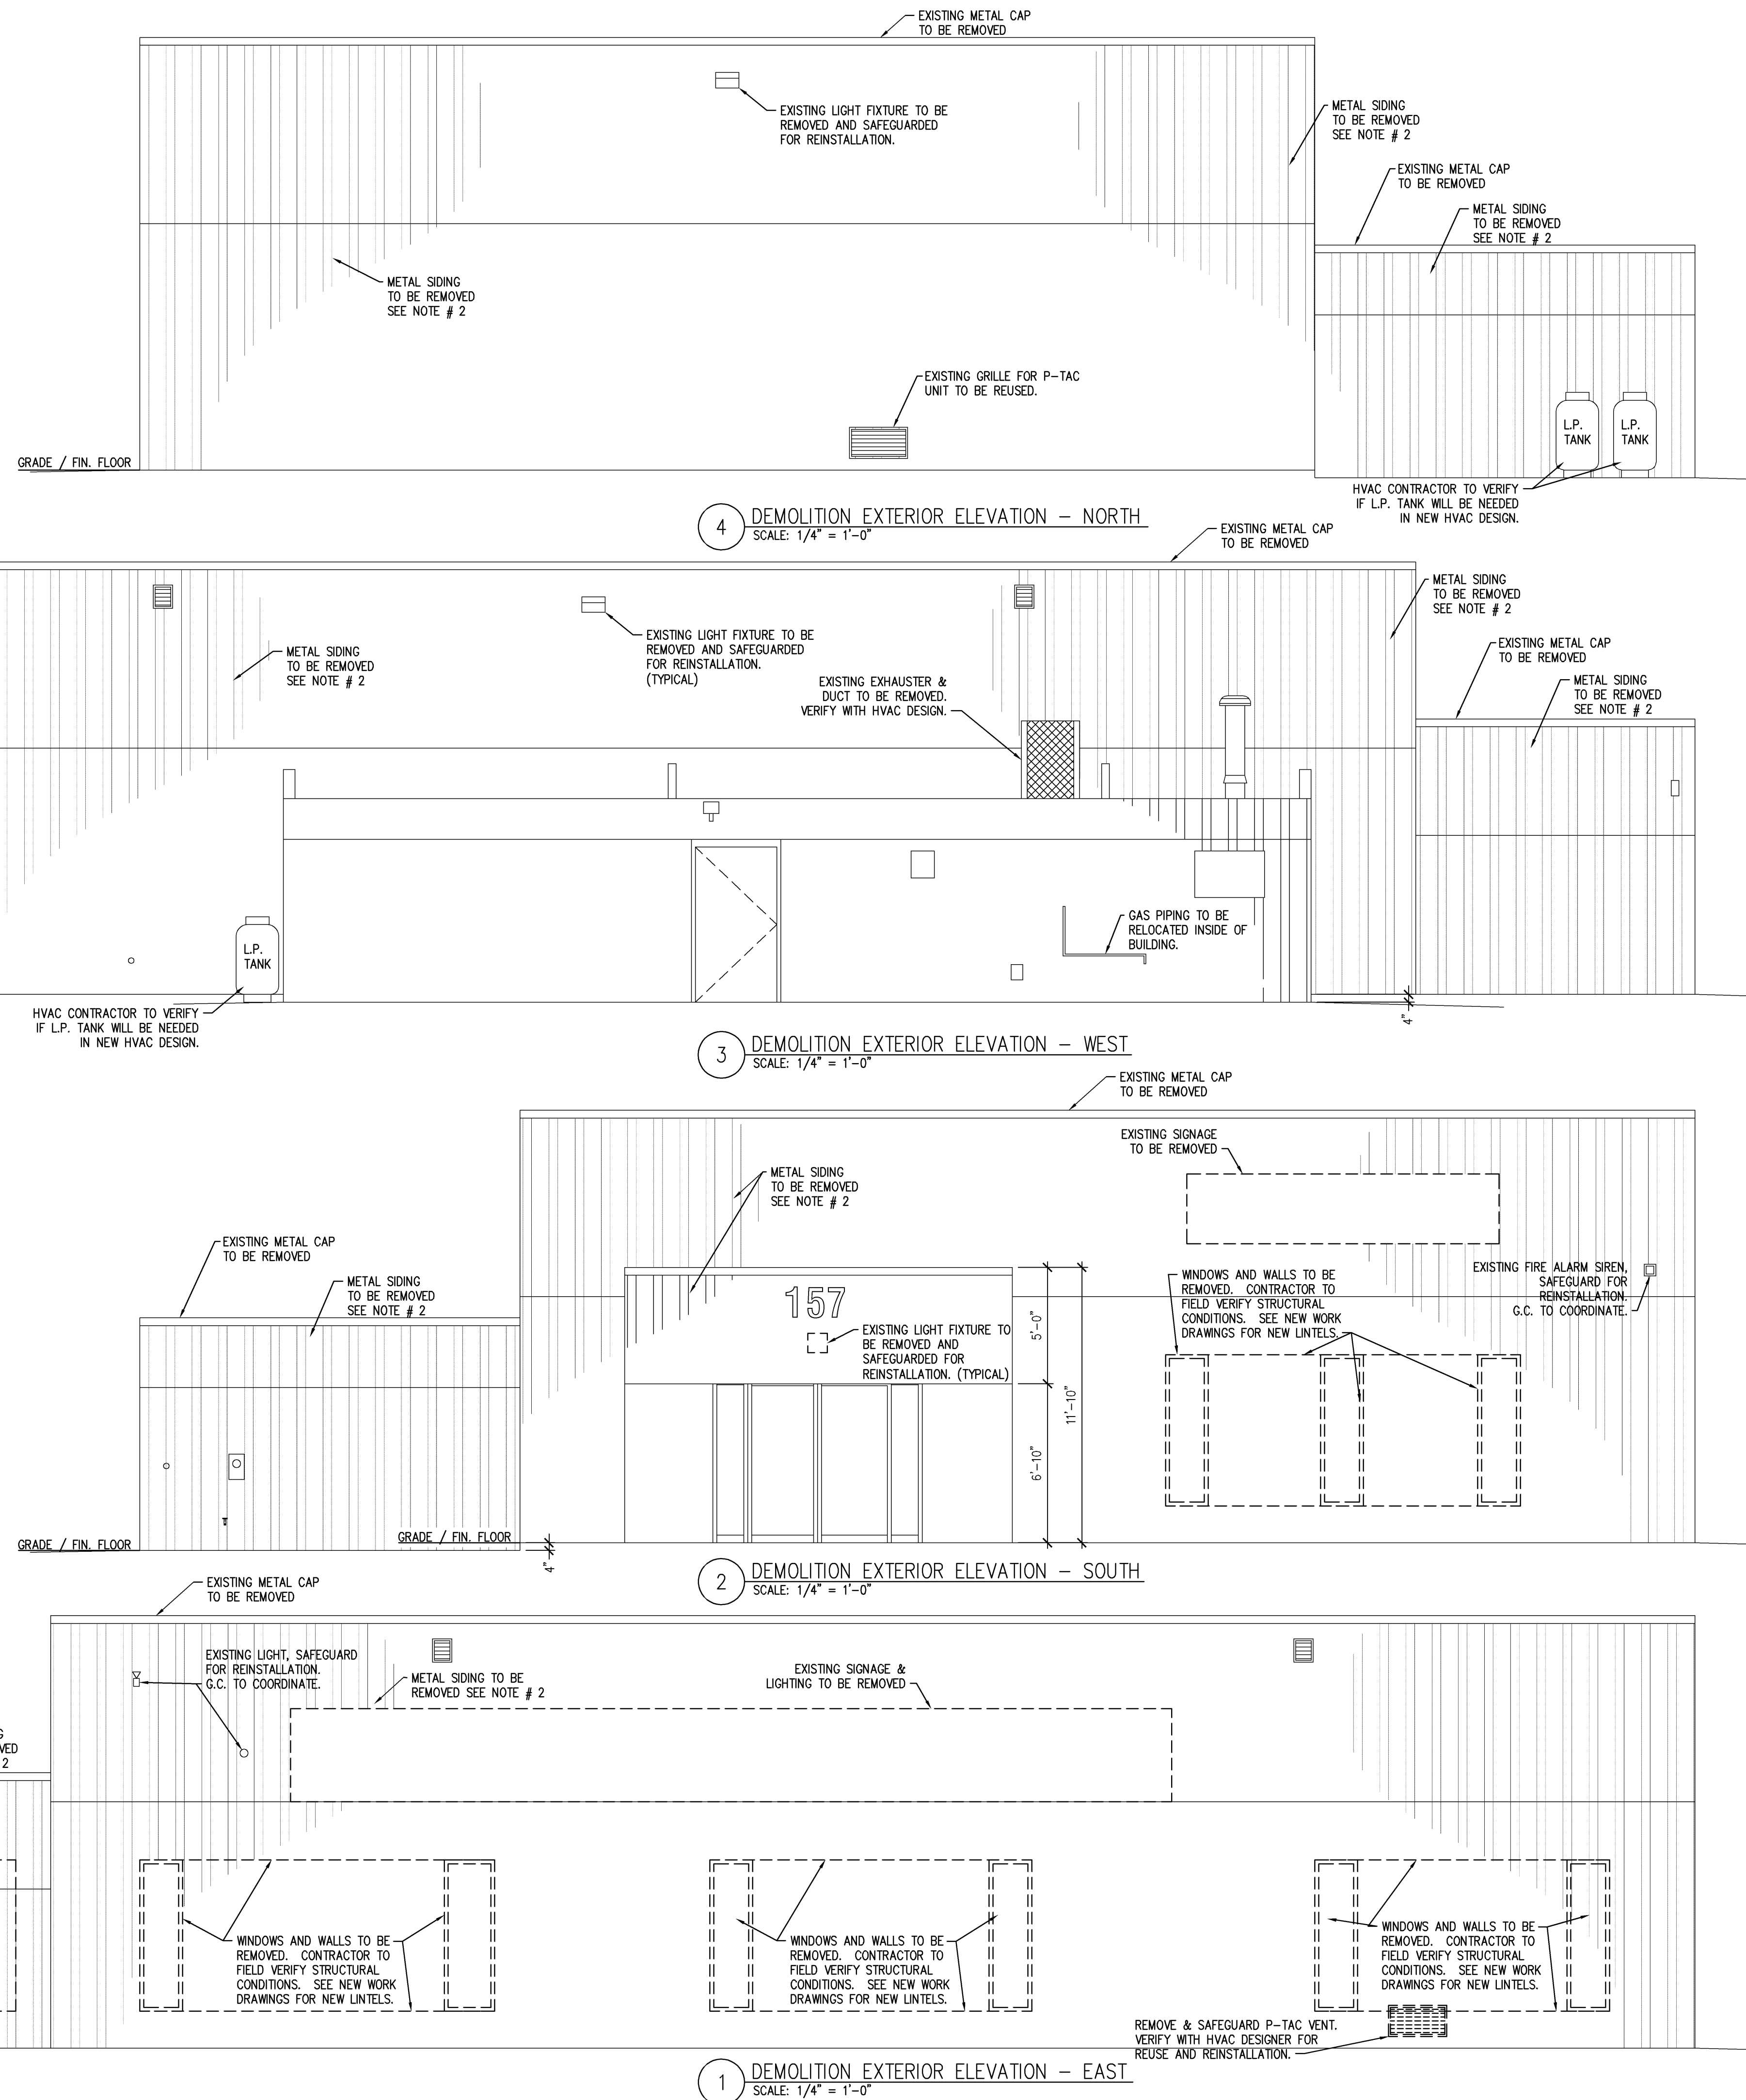 EXISTING METAL CAP
TO BE REMOVED
EXISTING LIGHT FIXTURE TO BE
REMOVED AND SAFEGUARDED
FOR REINSTALLATION.
METAL SIDING
TO BE REMOVED
SEE NOTE # 2
EXISTING METAL CAP
TO BE REMOVED
METAL SIDING
TO BE REMOVED
SEE NOTE # 2
METAL SIDING
TO BE REMOVED
SEE NOTE # 2
EXISTING GRILLE FOR P-TAC
UNIT TO BE REUSED.
L.P.
TANK
L.P.
TANK
GRADE / FIN. FLOOR
HVAC CONTRACTOR TO VERIFY
IF L.P. TANK WILL BE NEEDED
IN NEW HVAC DESIGN.
4
DEMOLITION EXTERIOR ELEVATION - NORTH
SCALE: 1/4" = 1'-0"
EXISTING METAL CAP
TO BE REMOVED
METAL SIDING
TO BE REMOVED
SEE NOTE # 2
METAL SIDING
TO BE REMOVED
SEE NOTE # 2
EXISTING LIGHT FIXTURE TO BE
REMOVED AND SAFEGUARDED
FOR REINSTALLATION.
(TYPICAL)
EXISTING EXHAUSTER &
DUCT TO BE REMOVED.
VERIFY WITH HVAC DESIGN.
EXISTING METAL CAP
TO BE REMOVED
METAL SIDING
TO BE REMOVED
SEE NOTE # 2
GAS PIPING TO BE
RELOCATED INSIDE OF
BUILDING.
L.P.
TANK
HVAC CONTRACTOR TO VERIFY
IF L.P. TANK WILL BE NEEDED
IN NEW HVAC DESIGN.
4"
3
DEMOLITION EXTERIOR ELEVATION - WEST
SCALE: 1/4" = 1'-0"
EXISTING METAL CAP
TO BE REMOVED
EXISTING SIGNAGE
TO BE REMOVED
METAL SIDING
TO BE REMOVED
SEE NOTE # 2
EXISTING METAL CAP
TO BE REMOVED
METAL SIDING
TO BE REMOVED
SEE NOTE # 2
157
EXISTING LIGHT FIXTURE TO
BE REMOVED AND
SAFEGUARDED FOR
REINSTALLATION. (TYPICAL)
5'-0"
11'-10"
6'-10"
WINDOWS AND WALLS TO BE
REMOVED.  CONTRACTOR TO
FIELD VERIFY STRUCTURAL
CONDITIONS.  SEE NEW WORK
DRAWINGS FOR NEW LINTELS.
EXISTING FIRE ALARM SIREN,
SAFEGUARD FOR
REINSTALLATION.
G.C. TO COORDINATE.
GRADE / FIN. FLOOR
GRADE / FIN. FLOOR
4"
2
DEMOLITION EXTERIOR ELEVATION - SOUTH
SCALE: 1/4" = 1'-0"
EXISTING METAL CAP
TO BE REMOVED
EXISTING LIGHT, SAFEGUARD
FOR REINSTALLATION.
G.C. TO COORDINATE.
METAL SIDING TO BE
REMOVED SEE NOTE # 2
EXISTING SIGNAGE &
LIGHTING TO BE REMOVED
2
WINDOWS AND WALLS TO BE
REMOVED.  CONTRACTOR TO
FIELD VERIFY STRUCTURAL
CONDITIONS.  SEE NEW WORK
DRAWINGS FOR NEW LINTELS.
WINDOWS AND WALLS TO BE
REMOVED.  CONTRACTOR TO
FIELD VERIFY STRUCTURAL
CONDITIONS.  SEE NEW WORK
DRAWINGS FOR NEW LINTELS.
WINDOWS AND WALLS TO BE
REMOVED.  CONTRACTOR TO
FIELD VERIFY STRUCTURAL
CONDITIONS.  SEE NEW WORK
DRAWINGS FOR NEW LINTELS.
REMOVE & SAFEGUARD P-TAC VENT.
VERIFY WITH HVAC DESIGNER FOR
REUSE AND REINSTALLATION.
1
DEMOLITION EXTERIOR ELEVATION - EAST
SCALE: 1/4" = 1'-0"